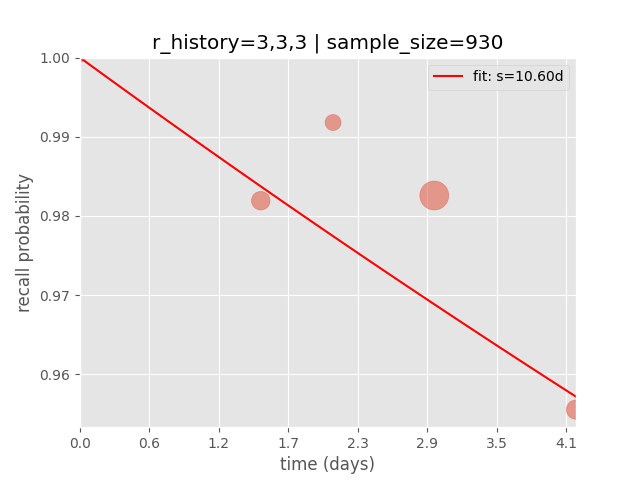 r_history=3,3,3 | sample_size=930
fit: s=10.60d
recall probability
1.00
0.99
0.98
0.97
0.96
0.0 0.6 1.2 1.7 2.3 2.9 3.5 4.1
time (days)